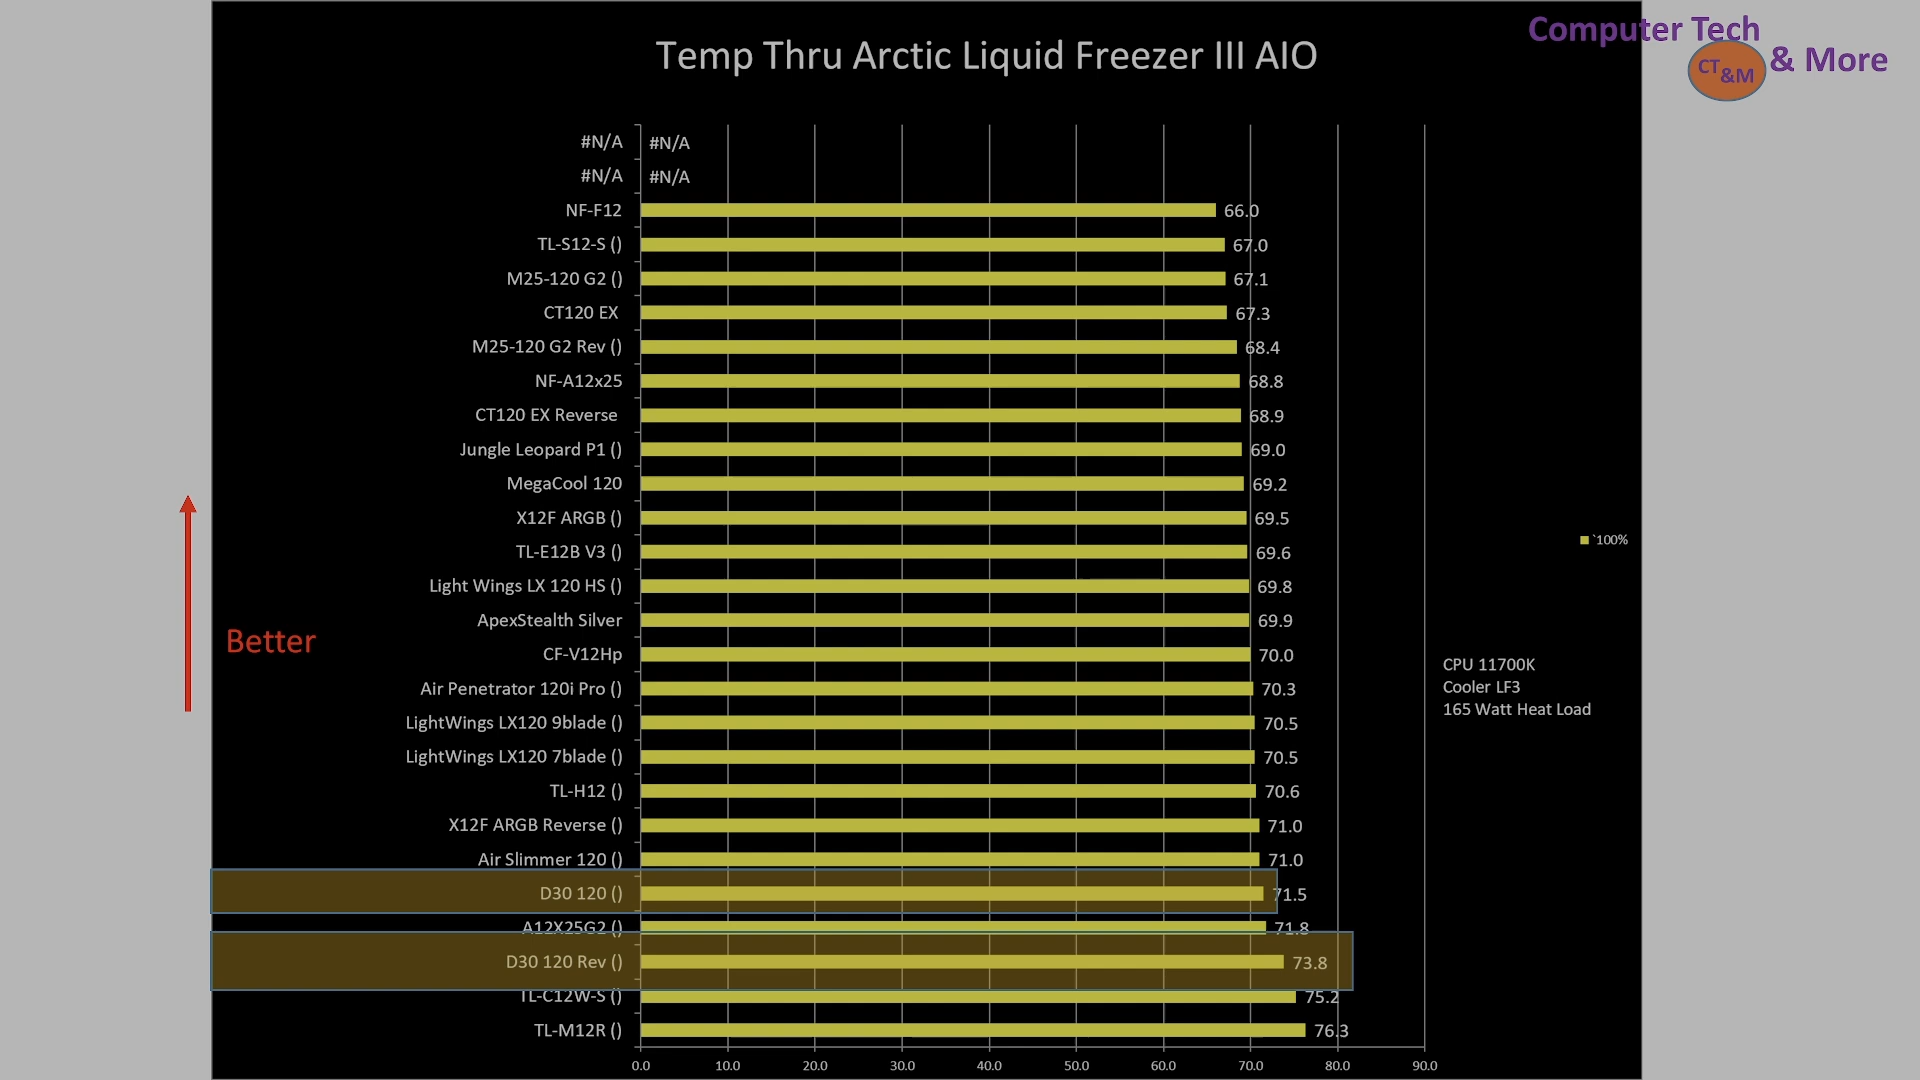 Computer Tech
& More
CT
&M
Temp Thru Arctic Liquid Freezer III AIO
#N/A #N/A
#N/A #N/A
NF-F12 66.0
TL-S12-S () 67.0
M25-120 G2 () 67.1
CT120 EX 67.3
M25-120 G2 Rev () 68.4
NF-A12x25 68.8
CT120 EX Reverse 68.9
Jungle Leopard P1 () 69.0
MegaCool 120 69.2
X12F ARGB () 69.5
TL-E12B V3 () 69.6
Light Wings LX 120 HS () 69.8
ApexStealth Silver 69.9
CF-V12Hp 70.0
Air Penetrator 120i Pro () 70.3
LightWings LX120 9blade () 70.5
LightWings LX120 7blade () 70.5
TL-H12 () 70.6
X12F ARGB Reverse () 71.0
Air Slimmer 120 () 71.0
D30 120 () 71.5
A12X25G2 () 71.8
D30 120 Rev () 73.8
TL-C12W-S () 75.2
TL-M12R () 76.3
0.0 10.0 20.0 30.0 40.0 50.0 60.0 70.0 80.0 90.0
Better
`100%
CPU 11700K
Cooler LF3
165 Watt Heat Load